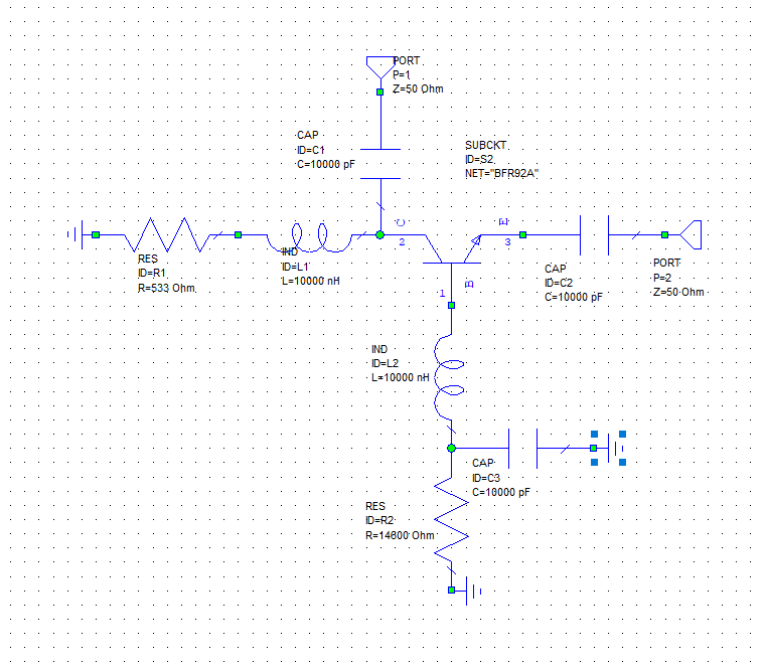 PORT
P=1
Z=50 Ohm
CAP
ID=C1
C=10000 pF
SUBCKT
ID=S2
NET="BFR92A"
C
2
E
3
RES
ID=R1
R=533 Ohm
IND
ID=L1
L=10000 nH
CAP
ID=C2
C=10000 pF
PORT
P=2
Z=50 Ohm
1
B
IND
ID=L2
L=10000 nH
CAP
ID=C3
C=10000 pF
RES
ID=R2
R=14600 Ohm